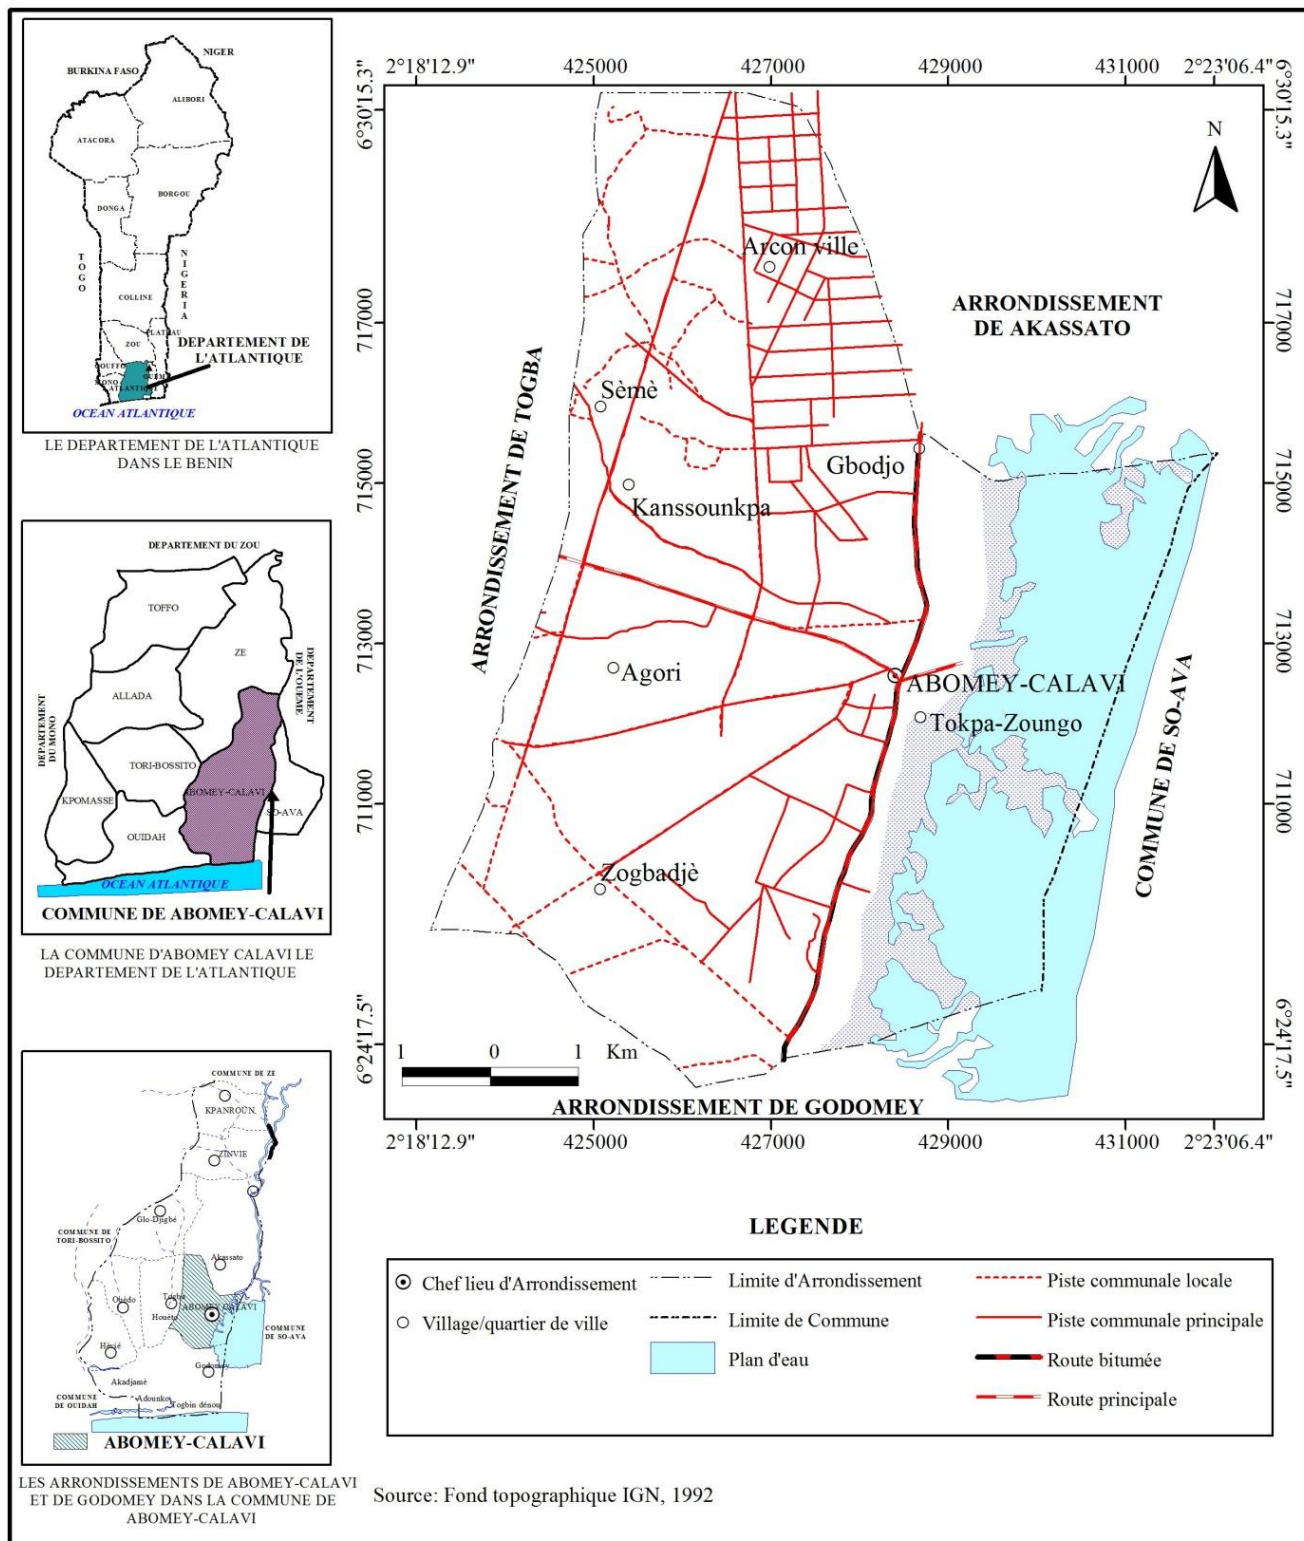 NIGER
BURKINA FASO
ALIBORI
ATACORA
BORGOU
DONGA
TOGO
NIGERIA
COLLINE
PLATEAU
ZOU
DEPARTEMENT DE
L'ATLANTIQUE
COUFFO
OUEME
MONO
ATLANTIQUE
OCEAN ATLANTIQUE
LE DEPARTEMENT DE L'ATLANTIQUE
DANS LE BENIN
DEPARTEMENT DU ZOU
TOFFO
ZE
DEPARTEMENT
DE L'OUEME
ALLADA
DEPARTEMENT
DU MONO
TORI-BOSSITO
KPOMASSE
ABOMEY-CALAVI
SO-AVA
OUIDAH
OCEAN ATLANTIQUE
COMMUNE DE ABOMEY-CALAVI
LA COMMUNE D'ABOMEY CALAVI LE
DEPARTEMENT DE L'ATLANTIQUE
COMMUNE DE ZE
KPANROUN
ZINVIE
Glo-Djigbé
COMMUNE DE
TORI-BOSSITO
Akassato
Ouèdo
Togba
ABOMEY CALAVI
Houèto
COMMUNE
DE SO-AVA
Hévié
Godomey
Akadjamè
COMMUNE
DE OUIDAH
Adounko
Togbin dénou
ABOMEY-CALAVI
LES ARRONDISSEMENTS DE ABOMEY-CALAVI
ET DE GODOMEY DANS LA COMMUNE DE
ABOMEY-CALAVI
2°18'12.9" 425000 427000 429000 431000 2°23'06.4"
6°30'15.3" 6°30'15.3"
N
Arcon ville
717000 717000
ARRONDISSEMENT
DE AKASSATO
ARRONDISSEMENT DE TOGBA
Sèmè
Gbodjo
715000 715000
Kanssounkpa
713000 713000
Agori
ABOMEY-CALAVI
Tokpa-Zoungo
COMMUNE DE SO-AVA
711000 711000
Zogbadjè
6°24'17.5" 6°24'17.5"
1 0 1 Km
ARRONDISSEMENT DE GODOMEY
2°18'12.9" 425000 427000 429000 431000 2°23'06.4"
LEGENDE
Chef lieu d'Arrondissement
Village/quartier de ville
Limite d'Arrondissement
Limite de Commune
Plan d'eau
Piste communale locale
Piste communale principale
Route bitumée
Route principale
Source: Fond topographique IGN, 1992